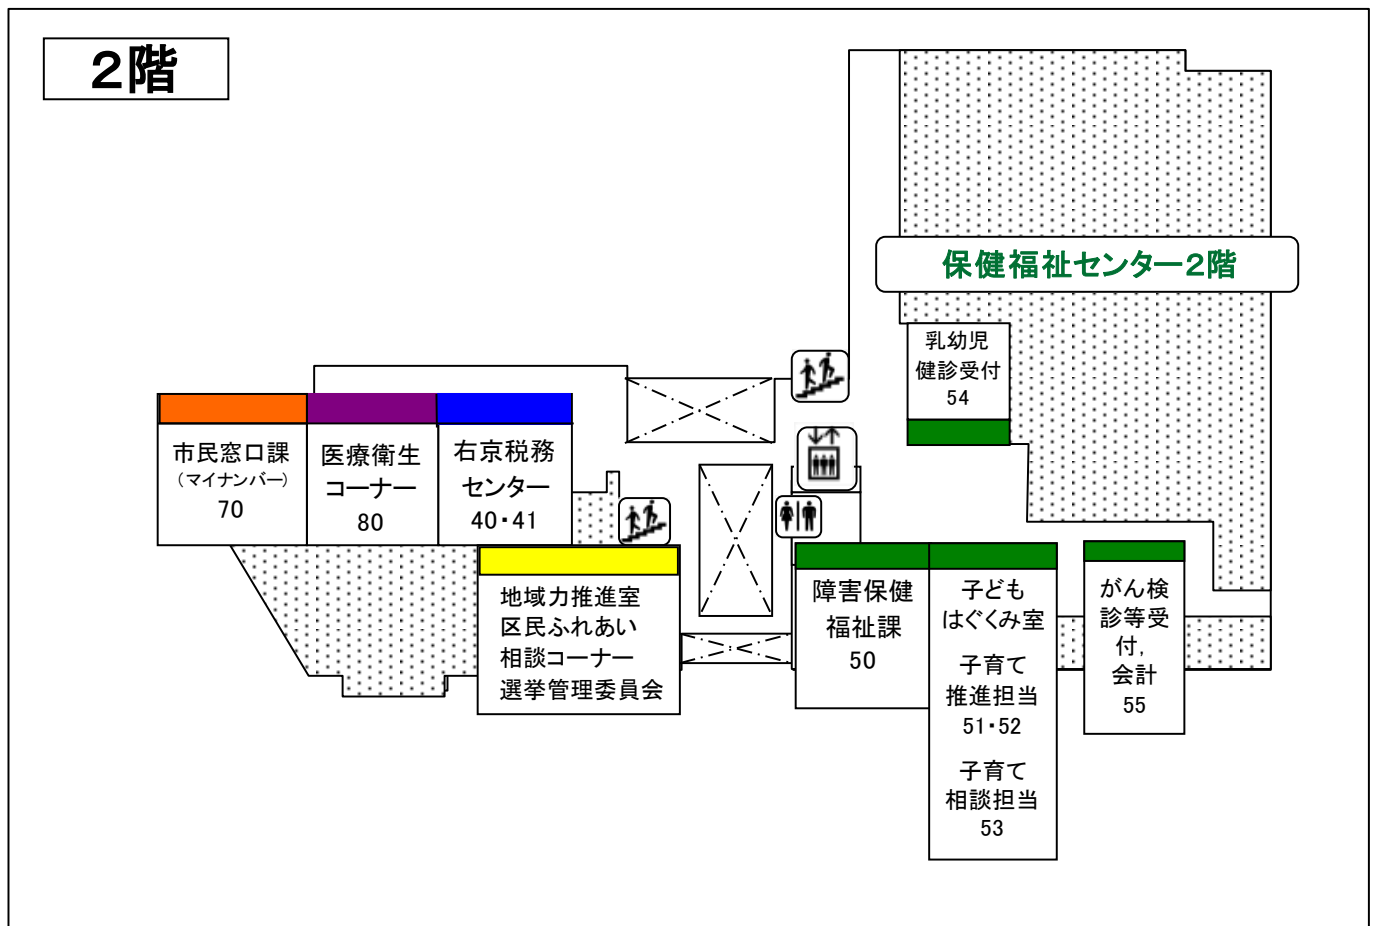 2階
保健福祉センター2階
乳幼児
健診受付
54
市民窓口課
(マイナンバー)
70
医療衛生
コーナー
80
右京税務
センター
40・41
地域力推進室
区民ふれあい
相談コーナー
選挙管理委員会
障害保健
福祉課
50
子ども
はぐくみ室
子育て
推進担当
51・52
子育て
相談担当
53
がん検
診等受
付,
会計
55